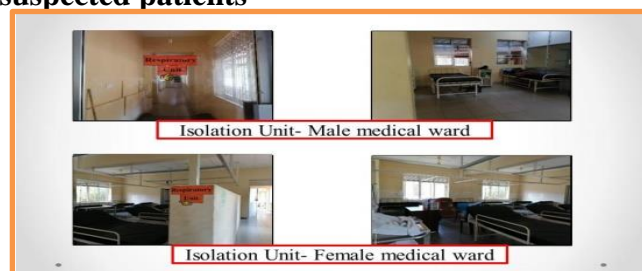 suspected patients
Respiratory
Unit
Isolation Unit- Male medical ward
Respiratory
Unit
Isolation Unit- Female medical ward